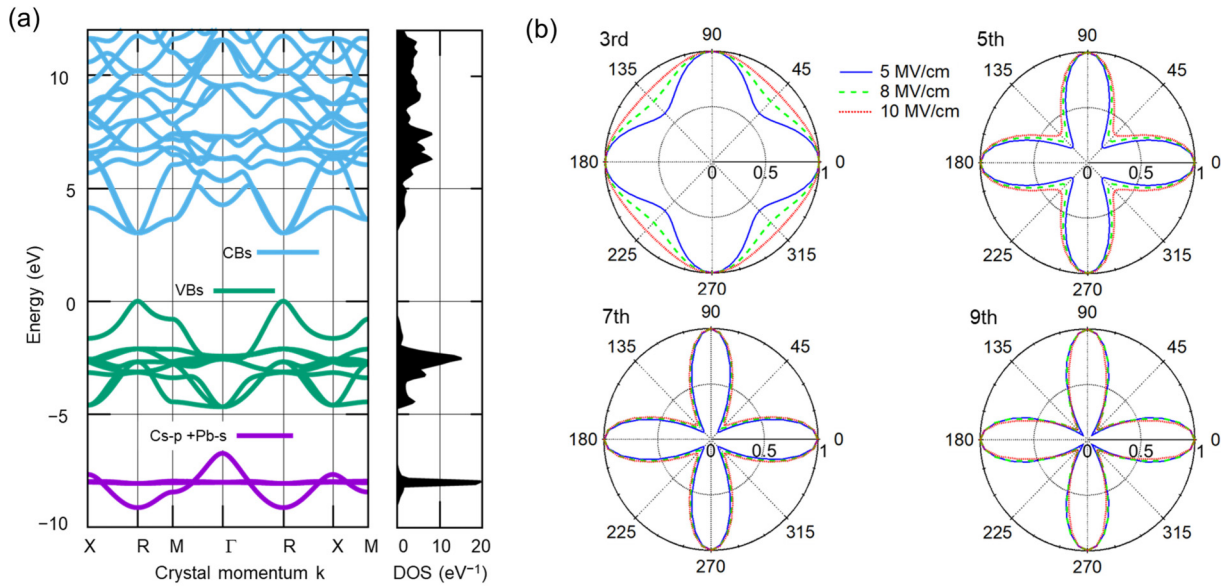 (a)
10
5
0
−5
−10
Energy (eV)
CBs
VBs
Cs-p +Pb-s
X R M Γ R X M
Crystal momentum k
0 10 20
DOS (eV⁻¹)
(b)
3rd
90
135 45
180 0
0 0.5 1
225 315
270
5 MV/cm
8 MV/cm
10 MV/cm
5th
90
135 45
180 0
0 0.5 1
225 315
270
7th
90
135 45
180 0
0 0.5 1
225 315
270
9th
90
135 45
180 0
0 0.5 1
225 315
270